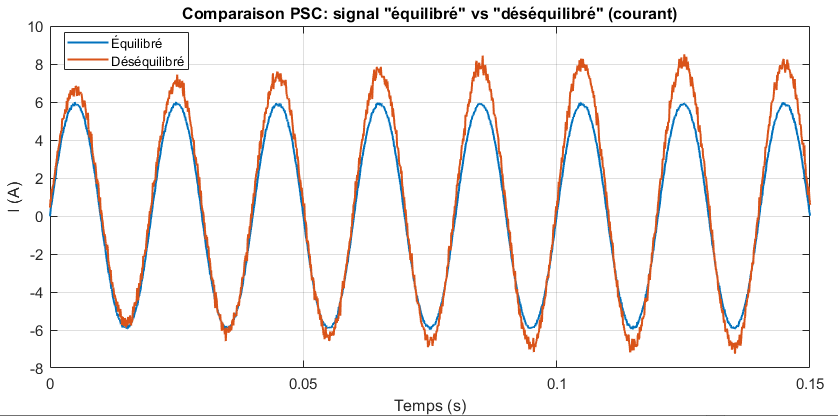 Comparaison PSC: signal "équilibré" vs "déséquilibré" (courant)
10
Équilibré
Déséquilibré
8
6
4
2
0
-2
-4
-6
-8
I (A)
0
0.05
0.1
0.15
Temps (s)